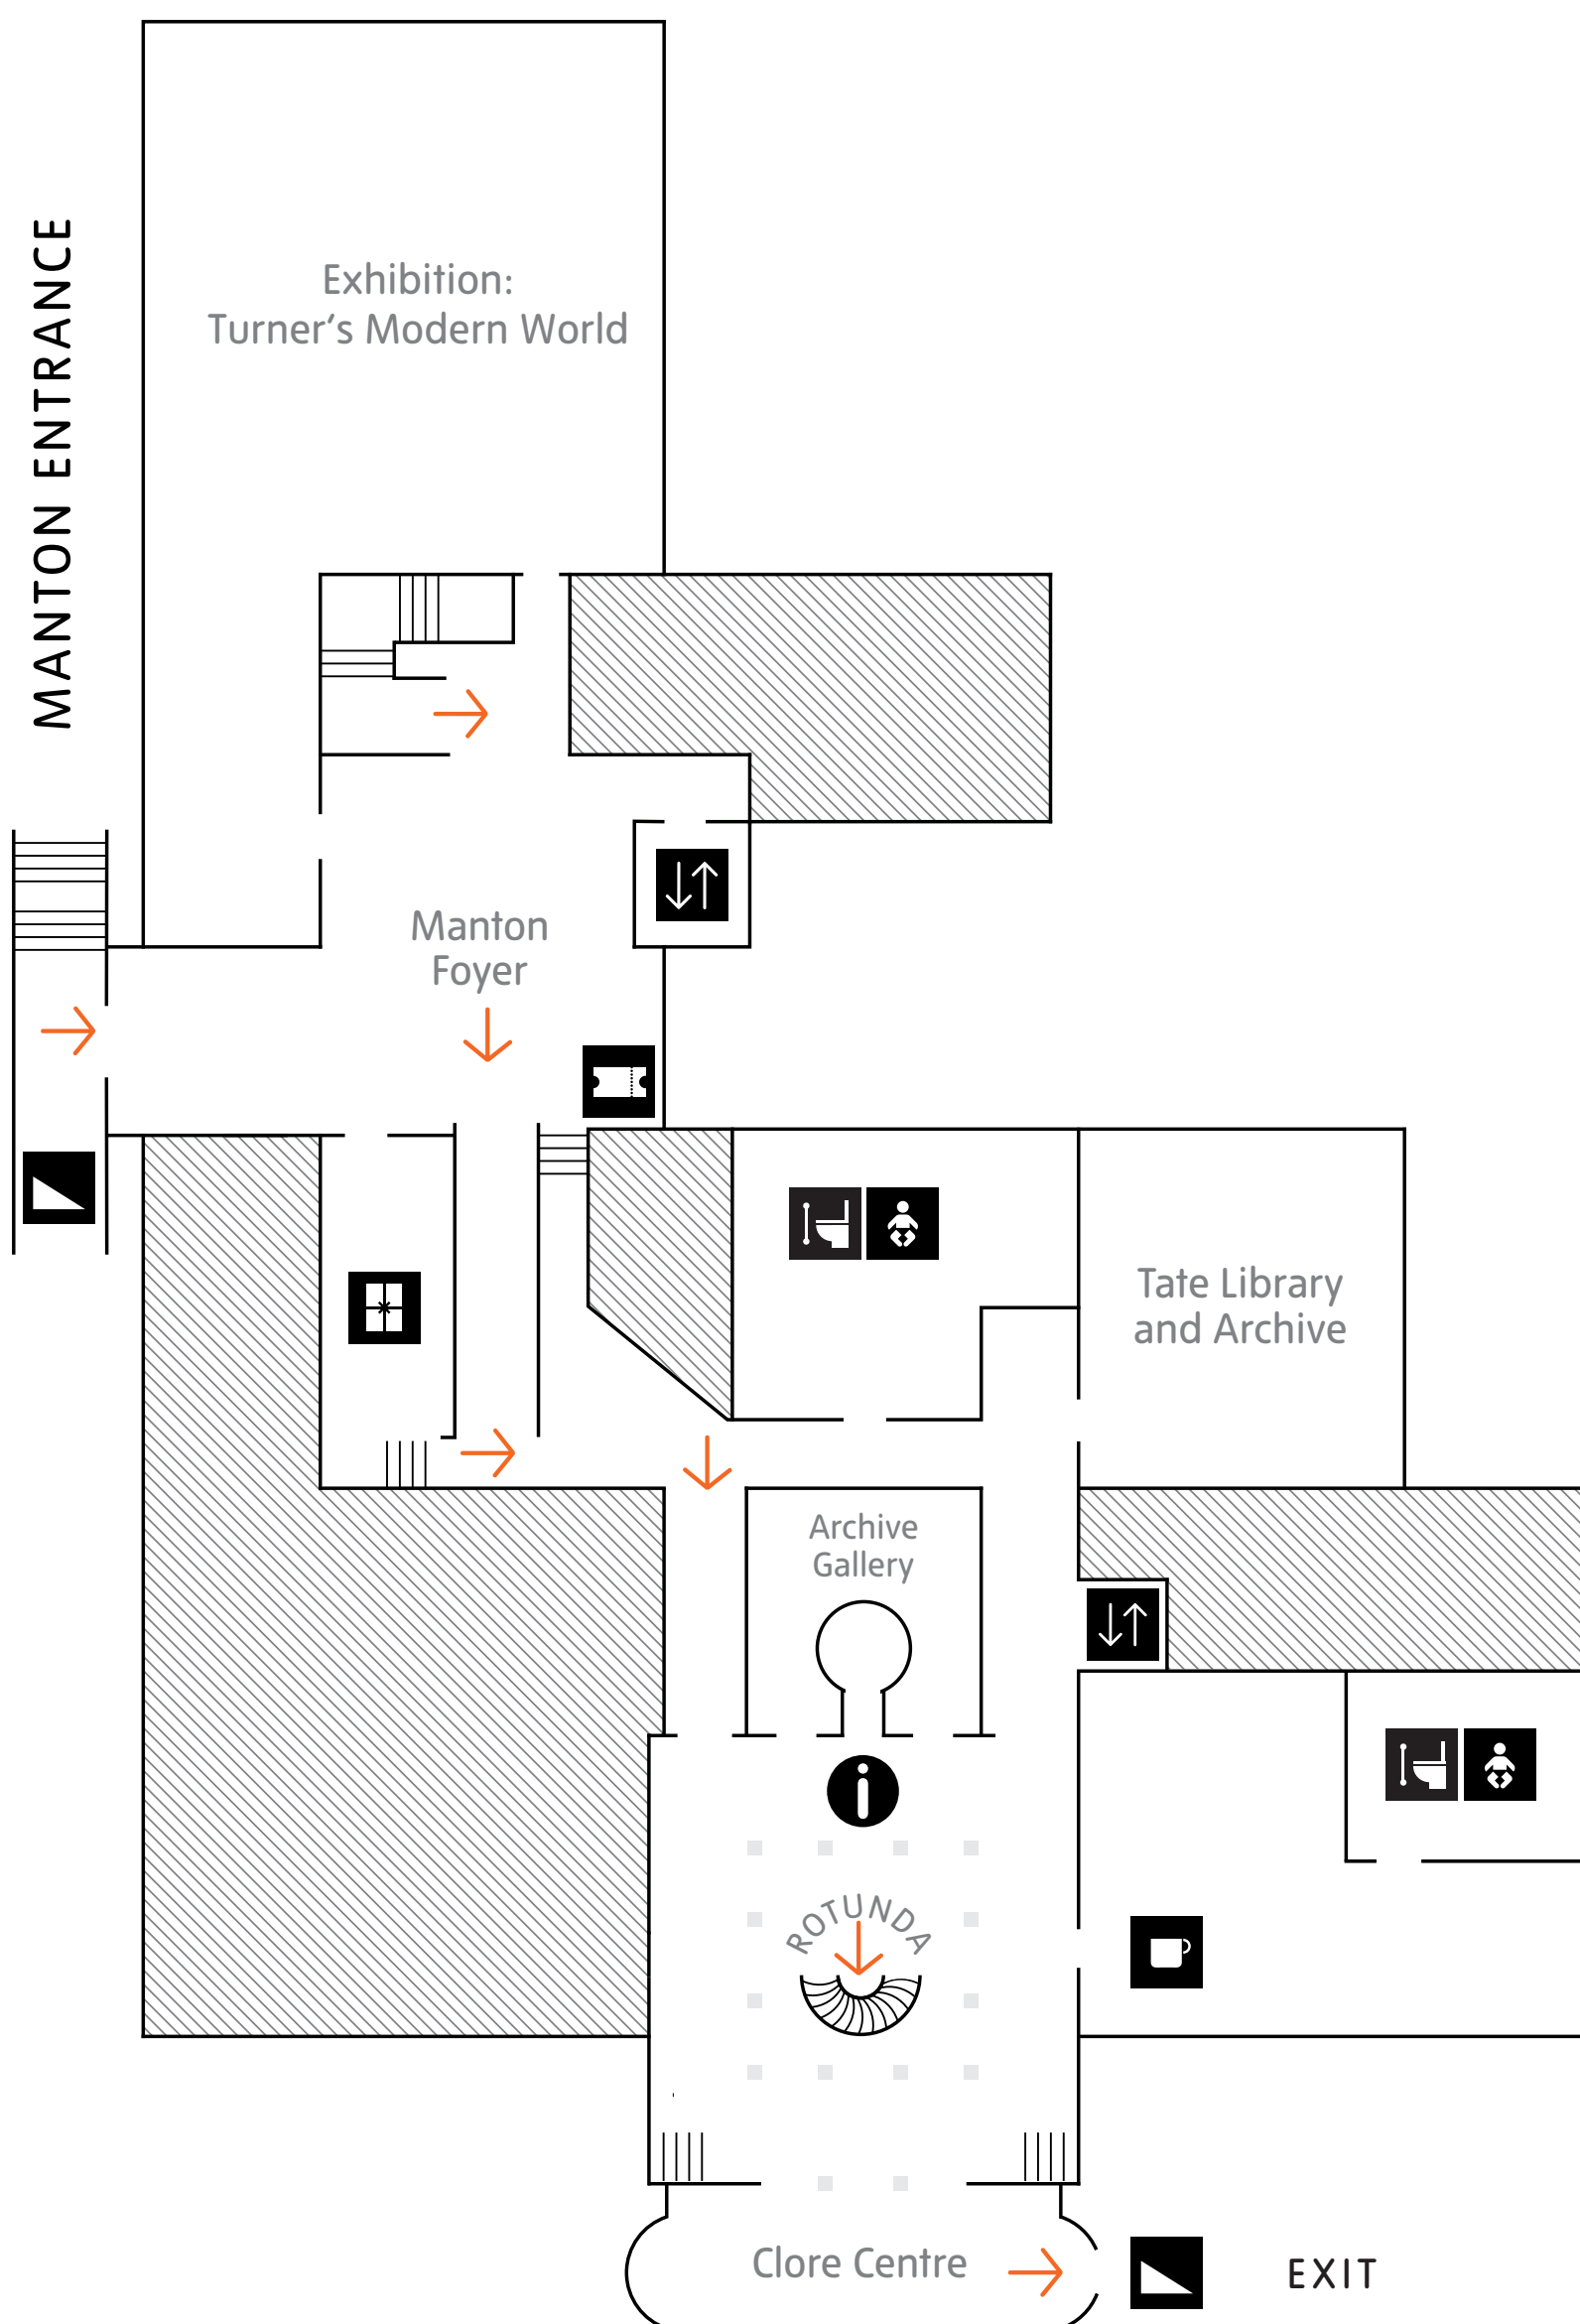 MANTON ENTRANCE
Exhibition:
Turner’s Modern World
Manton
Foyer
Tate Library
and Archive
Archive
Gallery
i
ROTUNDA
Clore Centre
EXIT